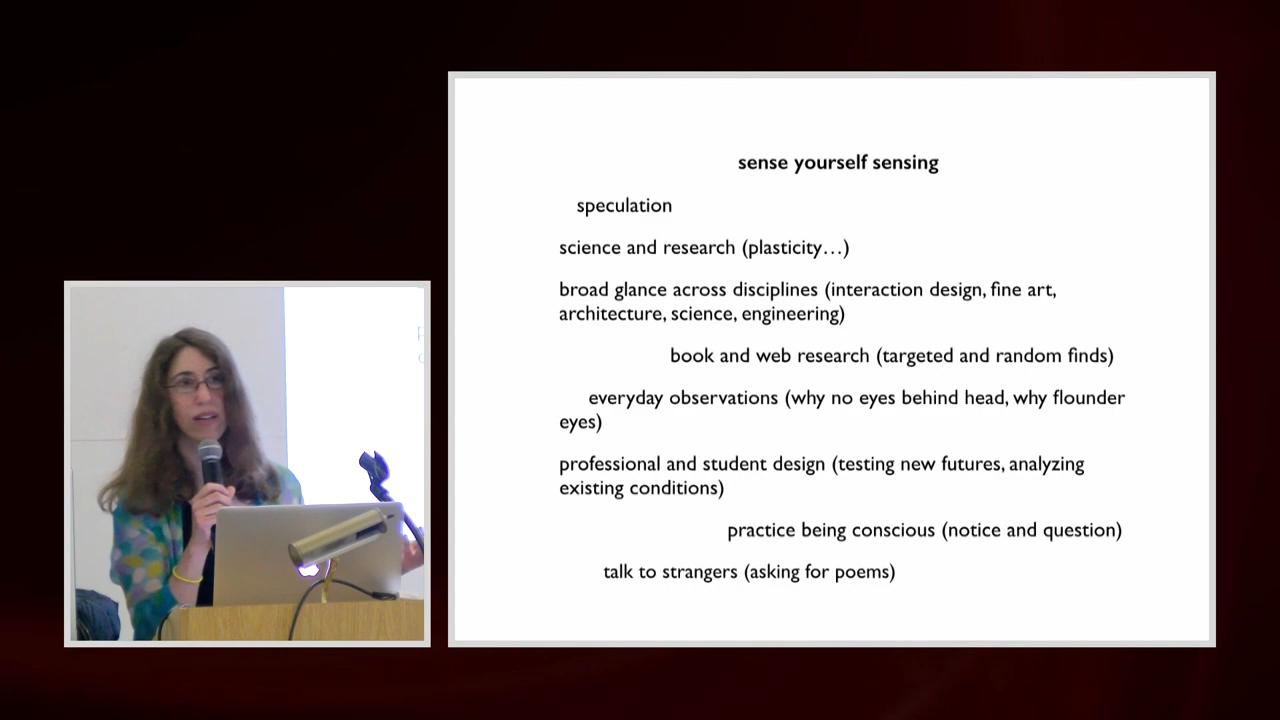 sense yourself sensing
speculation
science and research (plasticity…)
broad glance across disciplines (interaction design, fine art,
architecture, science, engineering)
book and web research (targeted and random finds)
everyday observations (why no eyes behind head, why flounder
eyes)
professional and student design (testing new futures, analyzing
existing conditions)
practice being conscious (notice and question)
talk to strangers (asking for poems)